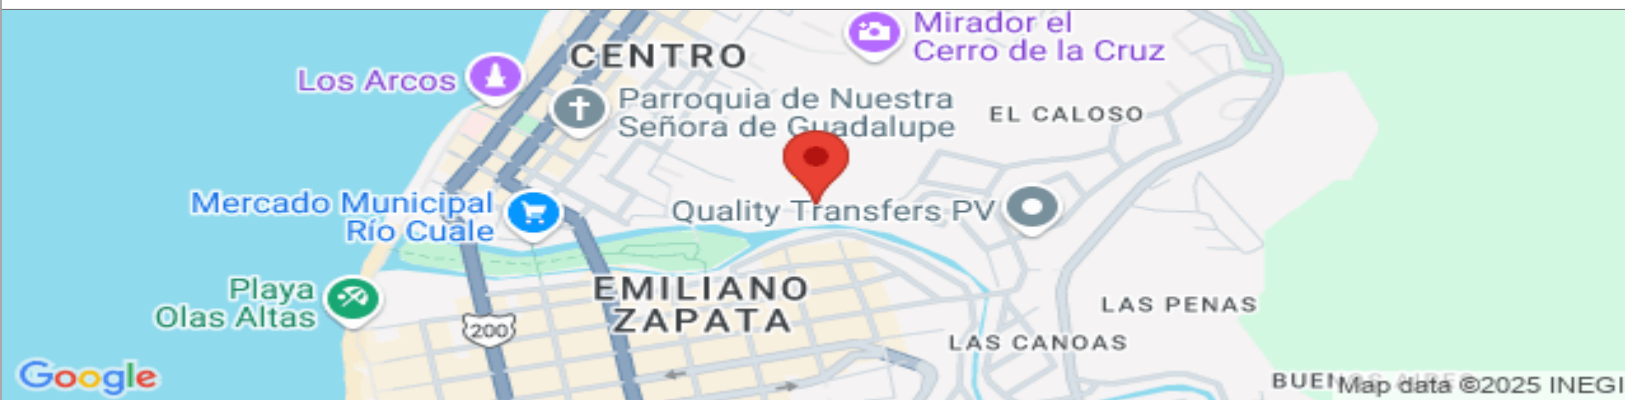 Mirador el
Cerro de la Cruz
CENTRO
Los Arcos
Parroquia de Nuestra
Señora de Guadalupe
EL CALOSO
Mercado Municipal
Río Cuale
Quality Transfers PV
Playa
Olas Altas
EMILIANO
ZAPATA
200
LAS PENAS
LAS CANOAS
Google
Map data ©2025 INEGI